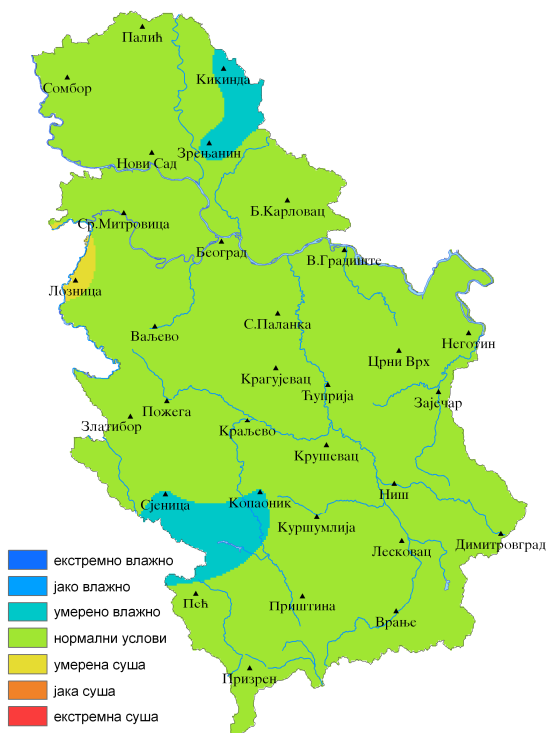 Палић
Кикинда
Сомбор
Зрењанин
Нови Сад
Б.Карловац
Ср.Митровица
Београд
В.Градиште
Лозница
С.Паланка
Ваљево
Неготин
Црни Врх
Крагујевац
Ћуприја
Зајечар
Пожега
Златибор
Краљево
Крушевац
Ниш
Сјеница
Копаоник
Куршумлија
Димитровград
Лесковац
Пећ
Приштина
Врање
Призрен
екстремно влажно
јако влажно
умерено влажно
нормални услови
умерена суша
јака суша
екстремна суша